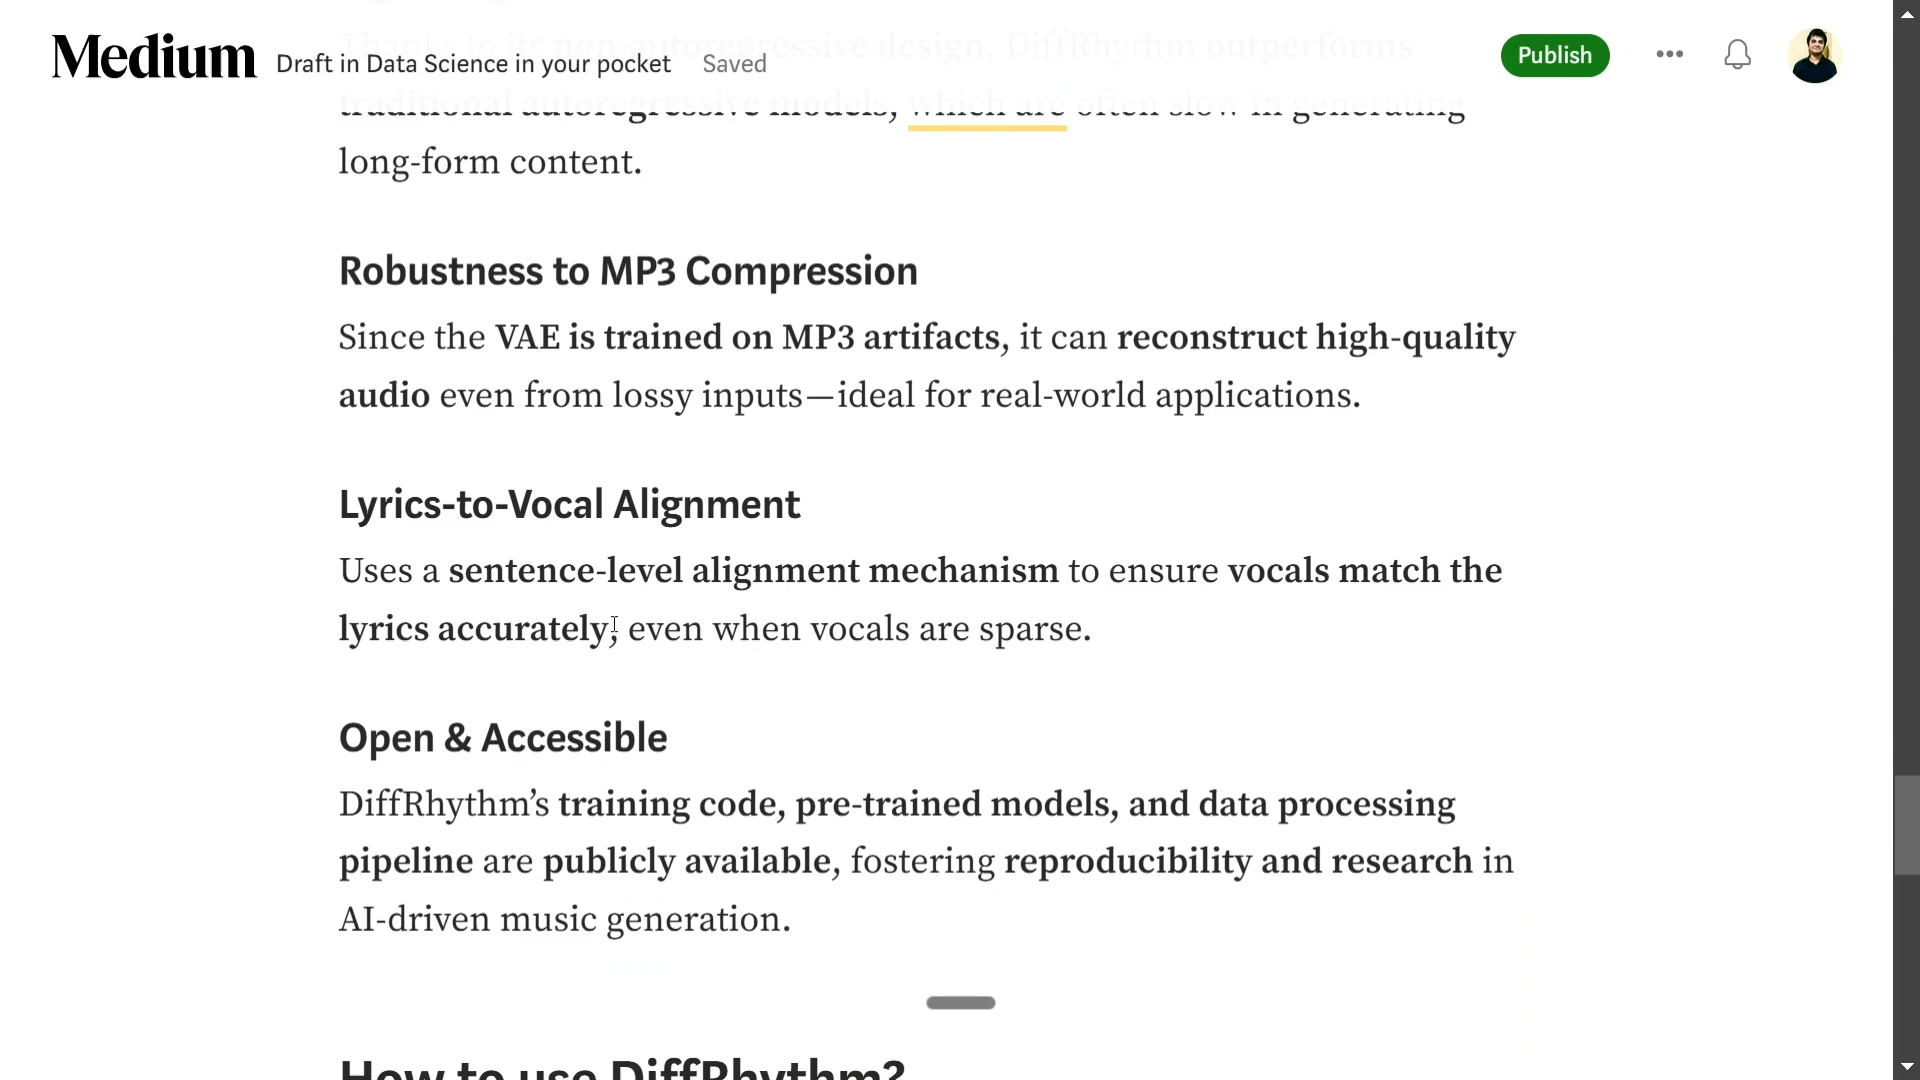 Medium
Draft in Data Science in your pocket
Saved
Publish
Thanks to its non-autoregressive design, DiffRhythm outperforms
traditional autoregressive models, which are often slow in generating
long-form content.
Robustness to MP3 Compression
Since the VAE is trained on MP3 artifacts, it can reconstruct high-quality
audio even from lossy inputs—ideal for real-world applications.
Lyrics-to-Vocal Alignment
Uses a sentence-level alignment mechanism to ensure vocals match the
lyrics accurately, even when vocals are sparse.
Open & Accessible
DiffRhythm’s training code, pre-trained models, and data processing
pipeline are publicly available, fostering reproducibility and research in
AI-driven music generation.
How to use DiffRhythm?